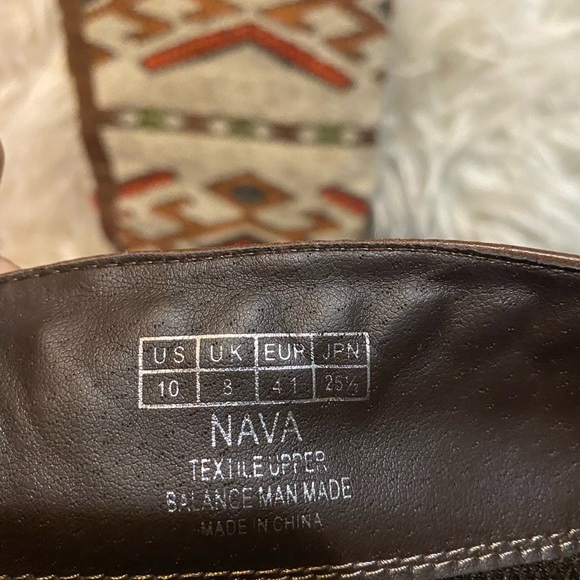 US UK EUR JPN
10 8 41 25½
NAVA
TEXTILE UPPER
BALANCE MAN MADE
MADE IN CHINA